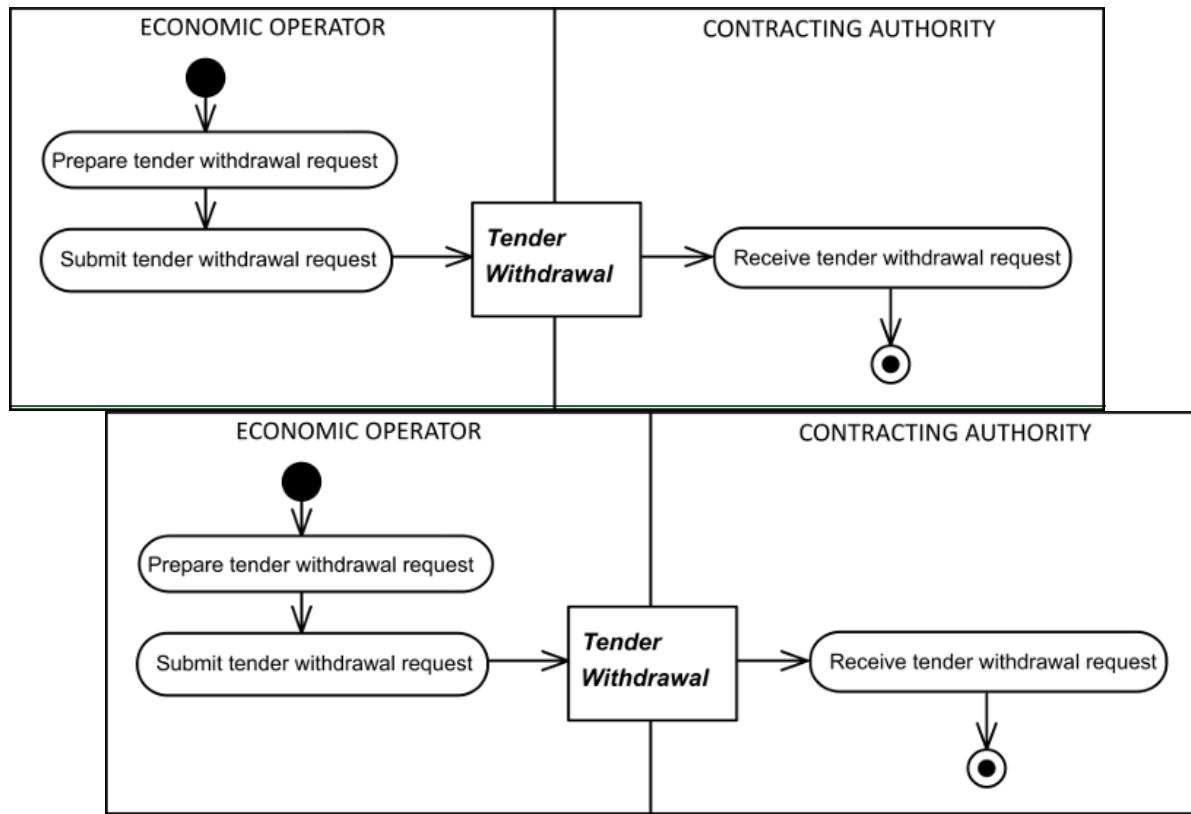 ECONOMIC OPERATOR
CONTRACTING AUTHORITY
Prepare tender withdrawal request
Submit tender withdrawal request
Tender
Withdrawal
Receive tender withdrawal request
ECONOMIC OPERATOR
CONTRACTING AUTHORITY
Prepare tender withdrawal request
Submit tender withdrawal request
Tender
Withdrawal
Receive tender withdrawal request